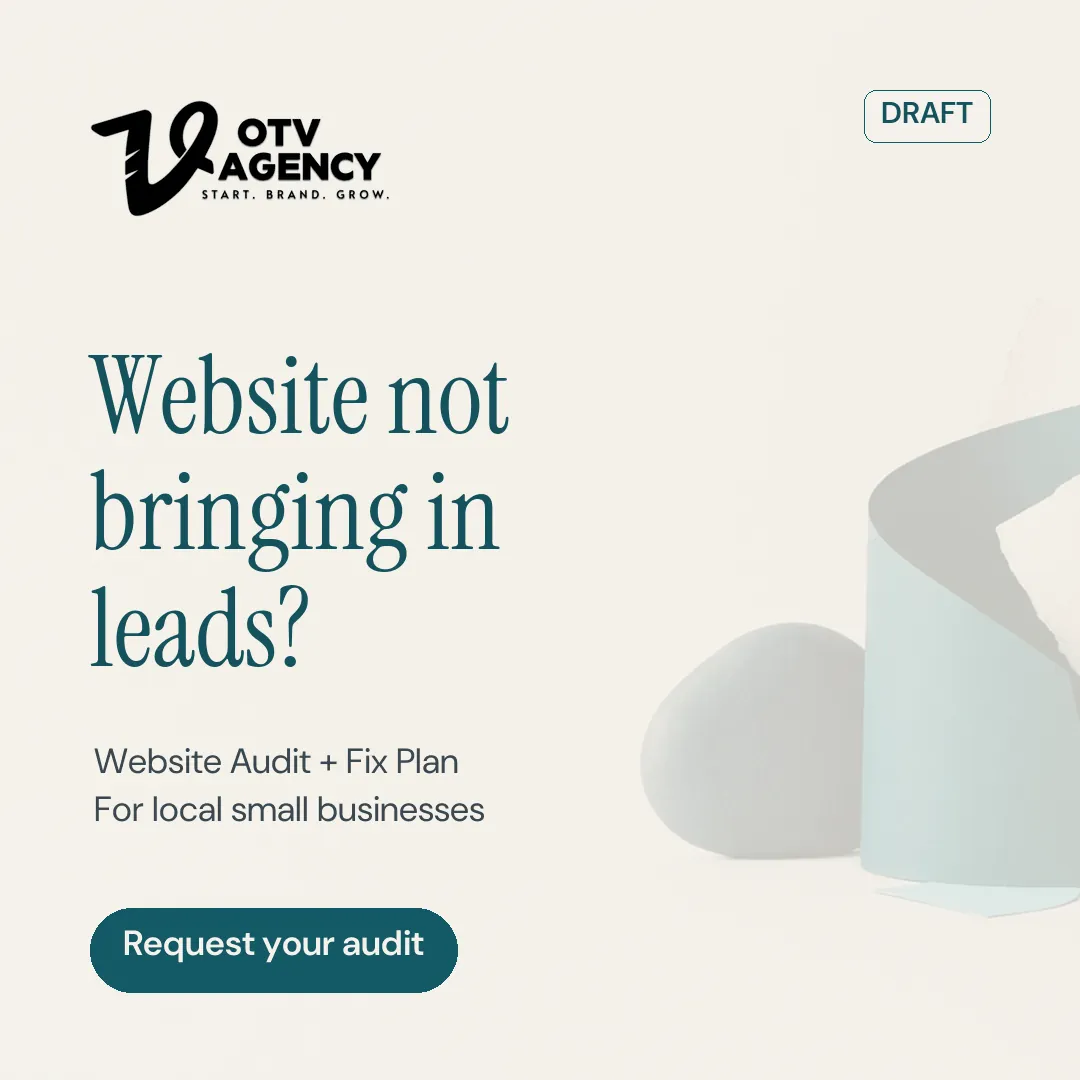 OTV
AGENCY
START. BRAND. GROW.
DRAFT
Website not
bringing in
leads?
Website Audit + Fix Plan
For local small businesses
Request your audit